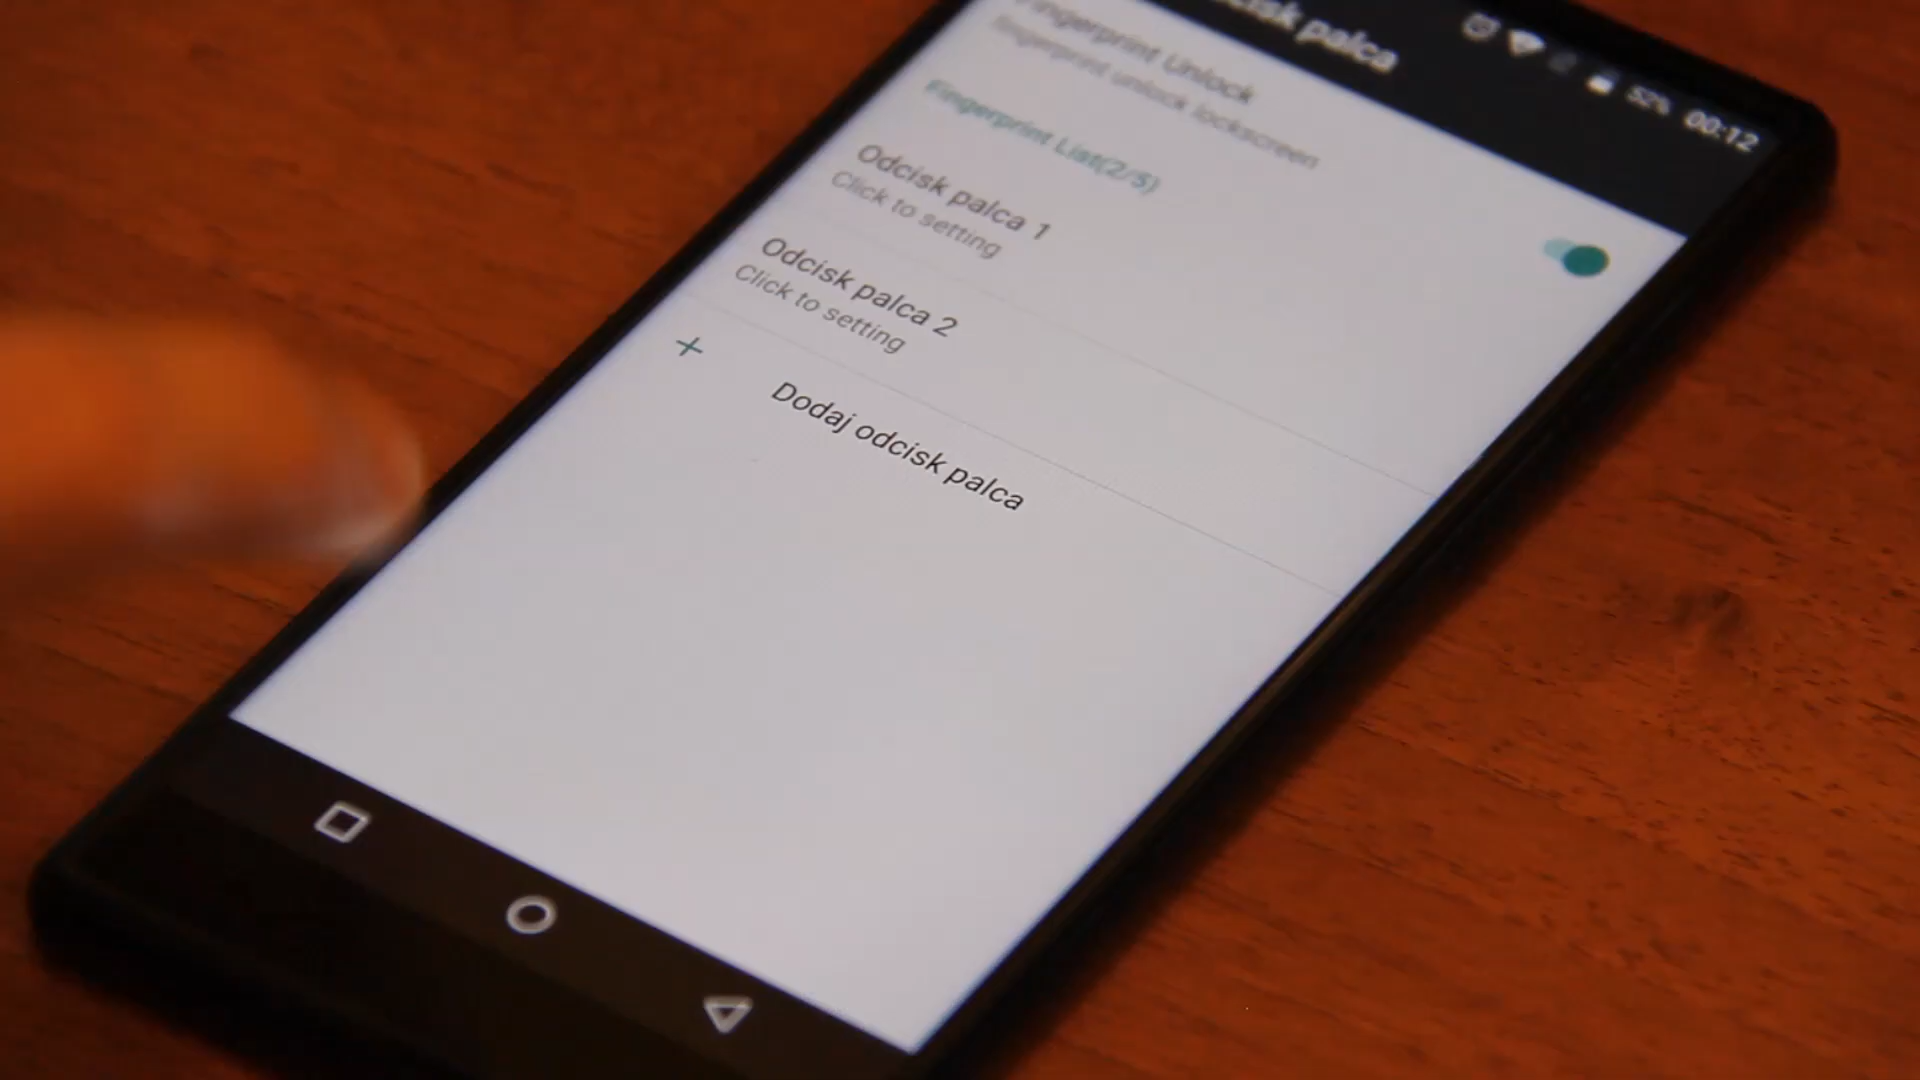 52% 00:12
palca
Fingerprint Unlock
fingerprint unlock lockscreen
Fingerprint List(2/5)
Odcisk palca 1
Click to setting
Odcisk palca 2
Click to setting
+ Dodaj odcisk palca